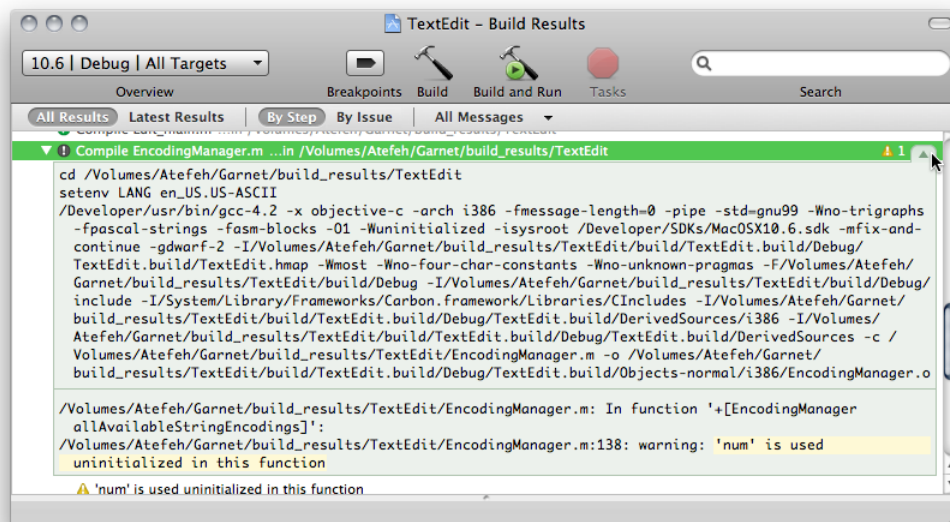 TextEdit – Build Results
10.6 | Debug | All Targets
Overview
Breakpoints
Build
Build and Run
Tasks
Search
All Results
Latest Results
By Step
By Issue
All Messages
Compile EncodingManager.m ...in /Volumes/Atefeh/Garnet/build_results/TextEdit
1
cd /Volumes/Atefeh/Garnet/build_results/TextEdit
setenv LANG en_US.US-ASCII
/Developer/usr/bin/gcc-4.2 -x objective-c -arch i386 -fmessage-length=0 -pipe -std=gnu99 -Wno-trigraphs
-fpascal-strings -fasm-blocks -O1 -Wuninitialized -isysroot /Developer/SDKs/MacOSX10.6.sdk -mfix-and-
continue -gdwarf-2 -I/Volumes/Atefeh/Garnet/build_results/TextEdit/build/TextEdit.build/Debug/
TextEdit.build/TextEdit.hmap -Wmost -Wno-four-char-constants -Wno-unknown-pragmas -F/Volumes/Atefeh/
Garnet/build_results/TextEdit/build/Debug -I/Volumes/Atefeh/Garnet/build_results/TextEdit/build/Debug/
include -I/System/Library/Frameworks/Carbon.framework/Libraries/CIncludes -I/Volumes/Atefeh/Garnet/
build_results/TextEdit/build/TextEdit.build/Debug/TextEdit.build/DerivedSources/i386 -I/Volumes/
Atefeh/Garnet/build_results/TextEdit/build/TextEdit.build/Debug/TextEdit.build/DerivedSources -c /
Volumes/Atefeh/Garnet/build_results/TextEdit/EncodingManager.m -o /Volumes/Atefeh/Garnet/
build_results/TextEdit/build/TextEdit.build/Debug/TextEdit.build/Objects-normal/i386/EncodingManager.o
/Volumes/Atefeh/Garnet/build_results/TextEdit/EncodingManager.m: In function '+[EncodingManager
allAvailableStringEncodings]':
/Volumes/Atefeh/Garnet/build_results/TextEdit/EncodingManager.m:138: warning: 'num' is used
uninitialized in this function
'num' is used uninitialized in this function